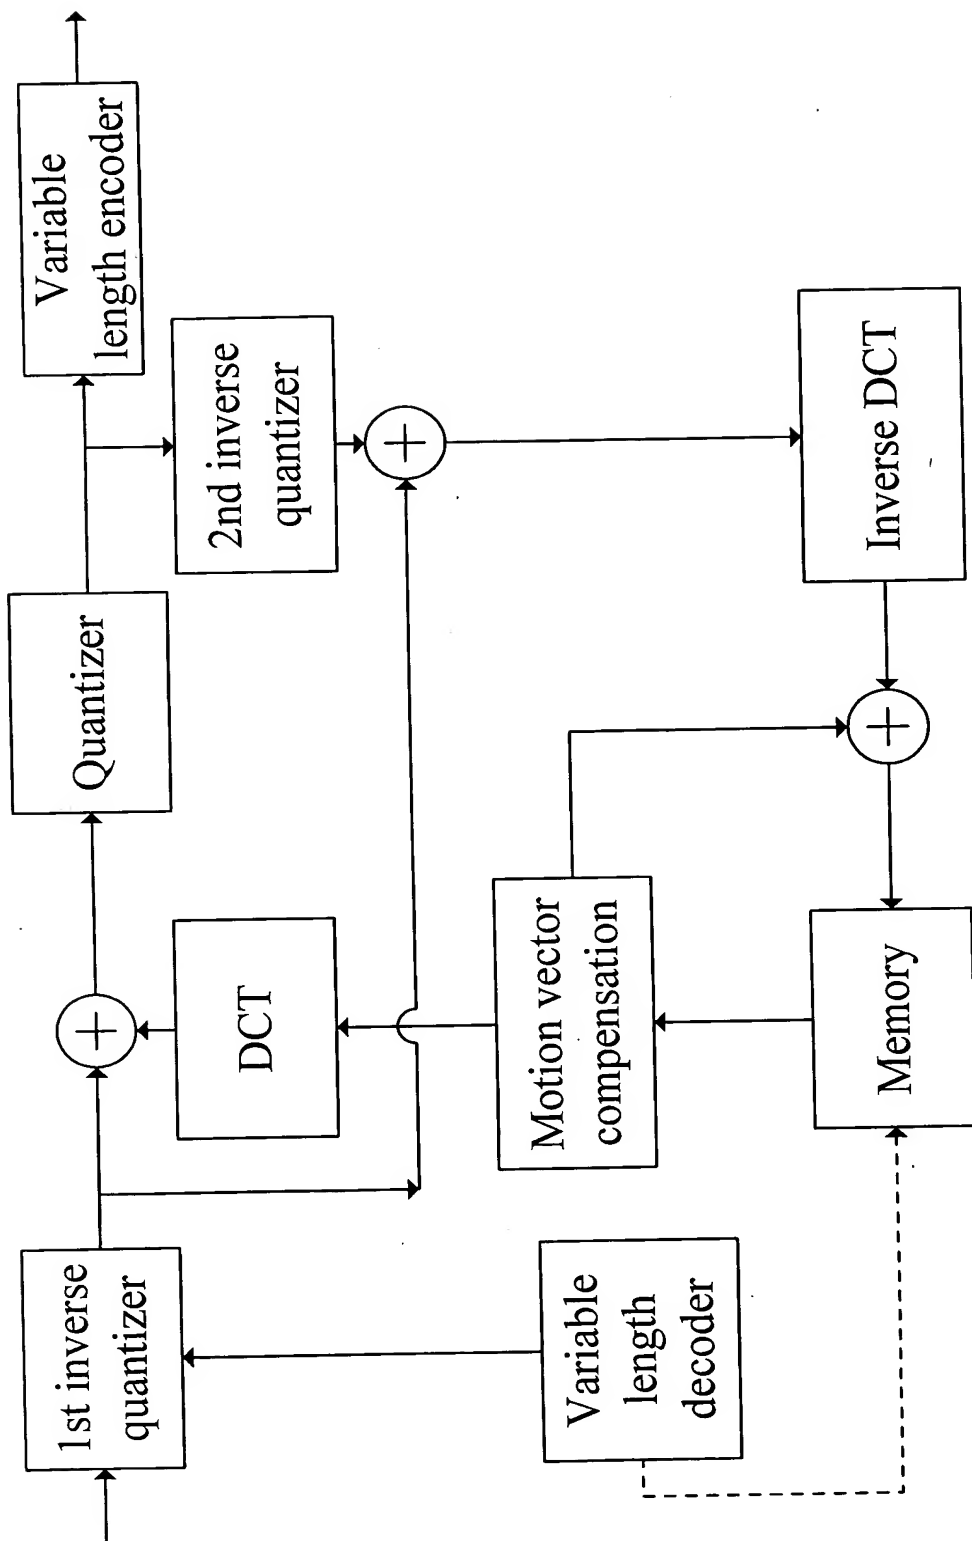 1st inverse
quantizer
Quantizer
Variable
length encoder
DCT
2nd inverse
quantizer
Variable
length
decoder
Motion vector
compensation
Memory
Inverse DCT